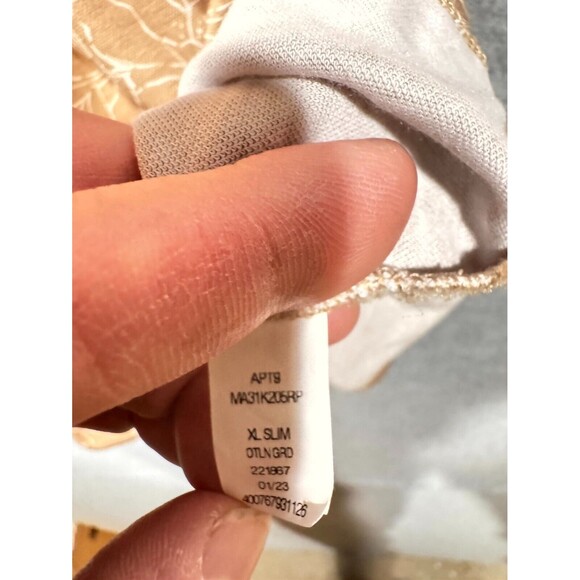 APT9
MA31K205RP
XL SLIM
OTLN GRD
221867
01/23
400767931126